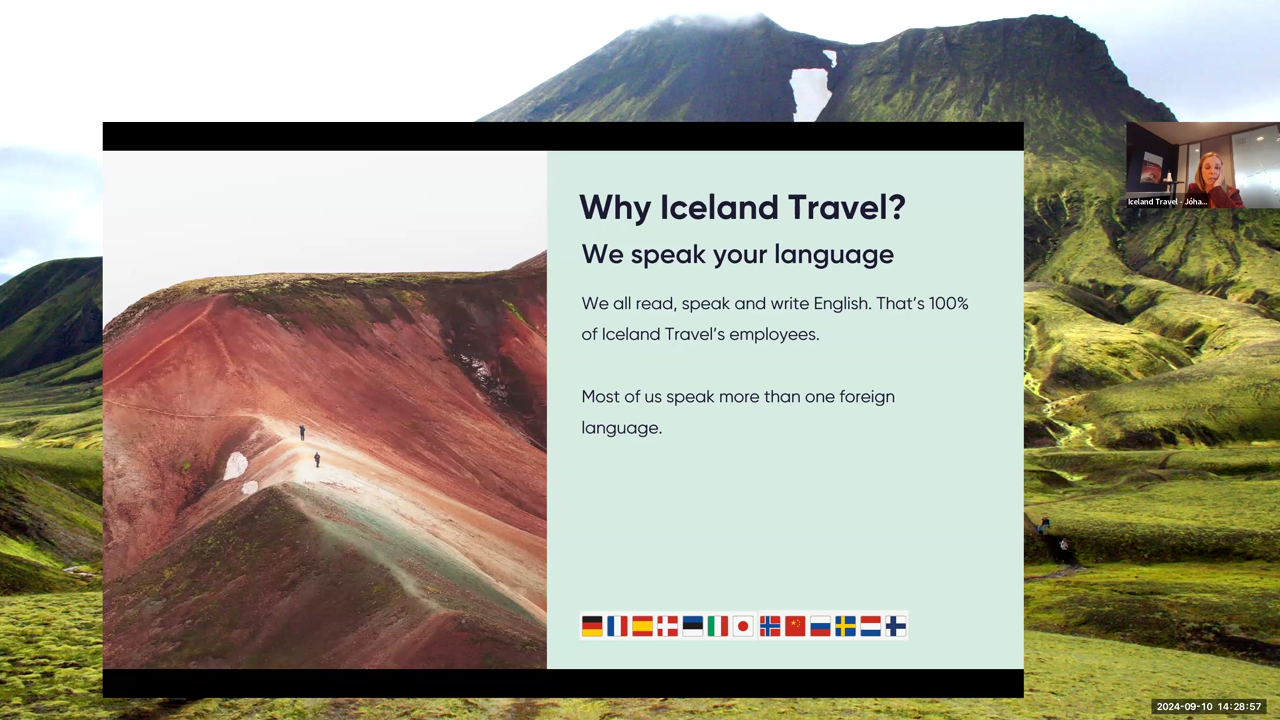 Why Iceland Travel?
We speak your language
We all read, speak and write English. That’s 100%
of Iceland Travel’s employees.
Most of us speak more than one foreign
language.
Iceland Travel - Jóha...
2024-09-10 14:28:57